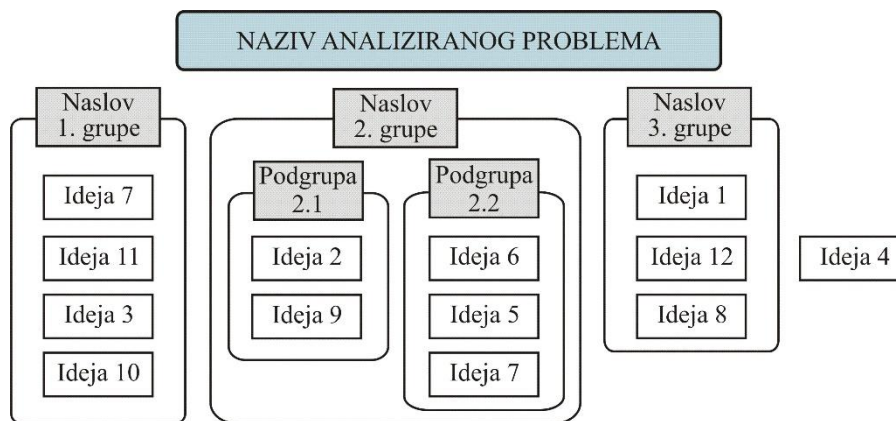 NAZIV ANALIZIRANOG PROBLEMA
Naslov
1. grupe
Ideja 7
Ideja 11
Ideja 3
Ideja 10
Naslov
2. grupe
Podgrupa
2.1
Ideja 2
Ideja 9
Podgrupa
2.2
Ideja 6
Ideja 5
Ideja 7
Naslov
3. grupe
Ideja 1
Ideja 12
Ideja 8
Ideja 4